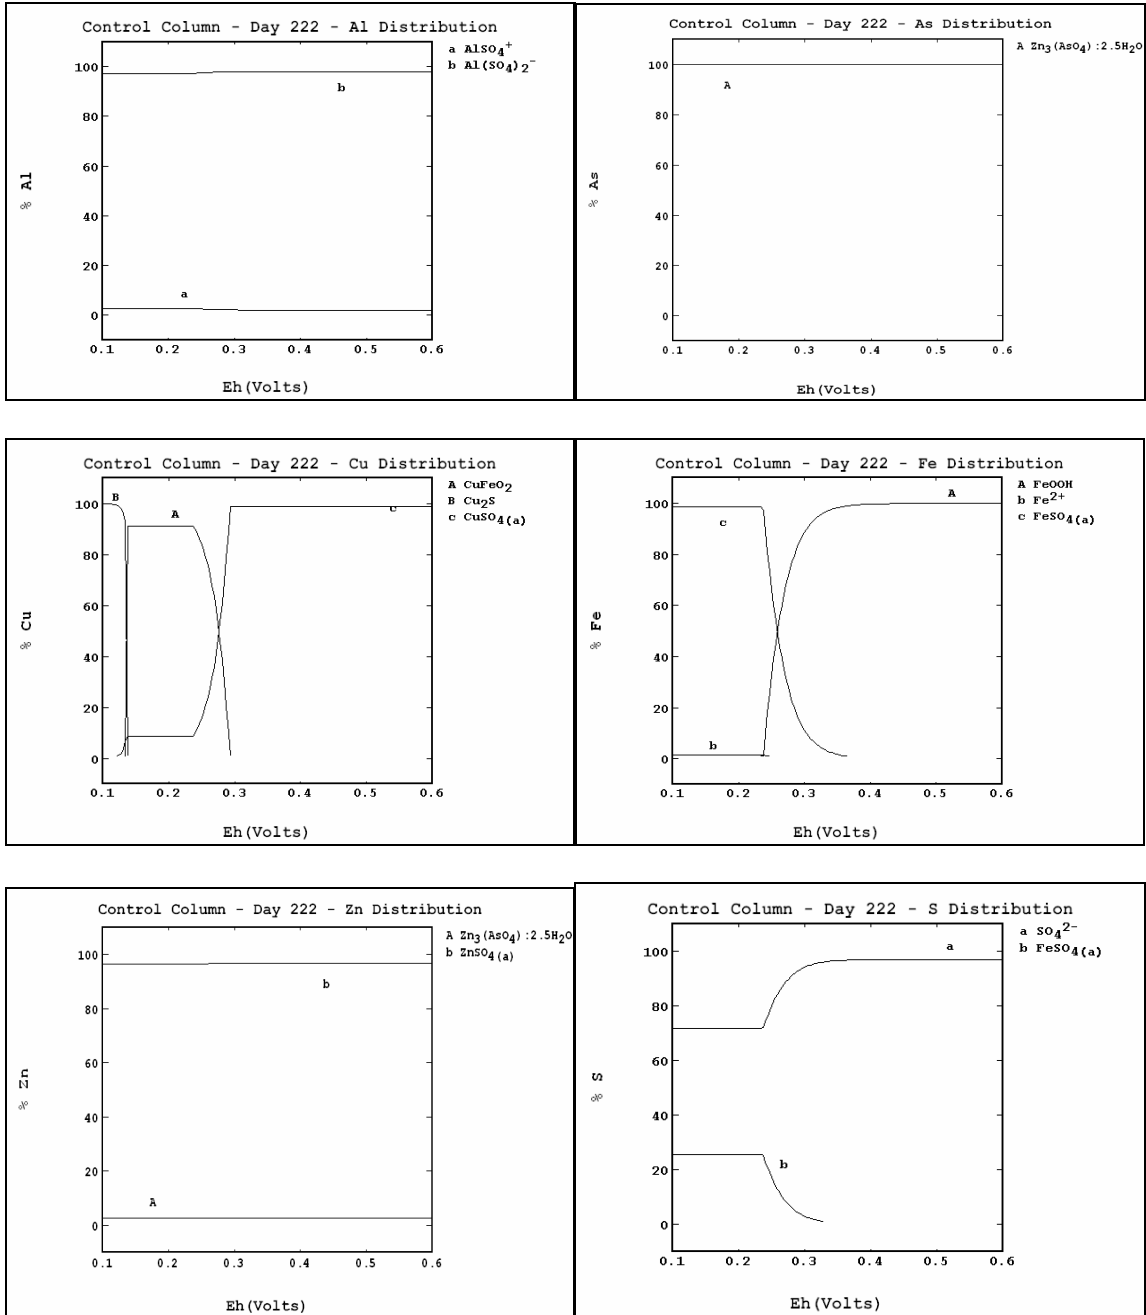 Control Column - Day 222 - Al Distribution
a AlSO₄⁺
b Al(SO₄)₂⁻
100
80
60
40
20
0
% Al
b
a
0.1 0.2 0.3 0.4 0.5 0.6
Eh(Volts)
Control Column - Day 222 - As Distribution
A Zn₃(AsO₄):2.5H₂O
100
80
60
40
20
0
% As
A
0.1 0.2 0.3 0.4 0.5 0.6
Eh(Volts)
Control Column - Day 222 - Cu Distribution
A CuFeO₂
B Cu₂S
c CuSO₄(a)
100
80
60
40
20
0
% Cu
B
A
c
0.1 0.2 0.3 0.4 0.5 0.6
Eh(Volts)
Control Column - Day 222 - Fe Distribution
A FeOOH
b Fe²⁺
c FeSO₄(a)
100
80
60
40
20
0
% Fe
A
c
b
0.1 0.2 0.3 0.4 0.5 0.6
Eh(Volts)
Control Column - Day 222 - Zn Distribution
A Zn₃(AsO₄):2.5H₂O
b ZnSO₄(a)
100
80
60
40
20
0
% Zn
b
A
0.1 0.2 0.3 0.4 0.5 0.6
Eh(Volts)
Control Column - Day 222 - S Distribution
a SO₄²⁻
b FeSO₄(a)
100
80
60
40
20
0
% S
a
b
0.1 0.2 0.3 0.4 0.5 0.6
Eh(Volts)